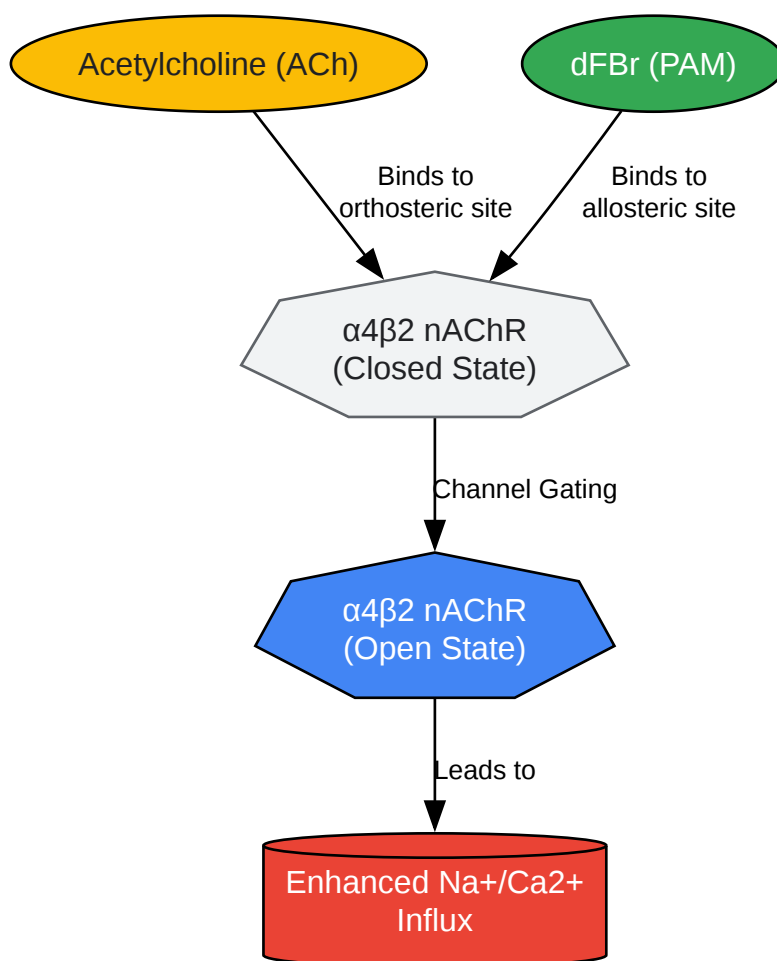 Acetylcholine (ACh)
dFBr (PAM)
Binds to
orthosteric site
Binds to
allosteric site
α4β2 nAChR
(Closed State)
Channel Gating
α4β2 nAChR
(Open State)
Leads to
Enhanced Na+/Ca2+
Influx